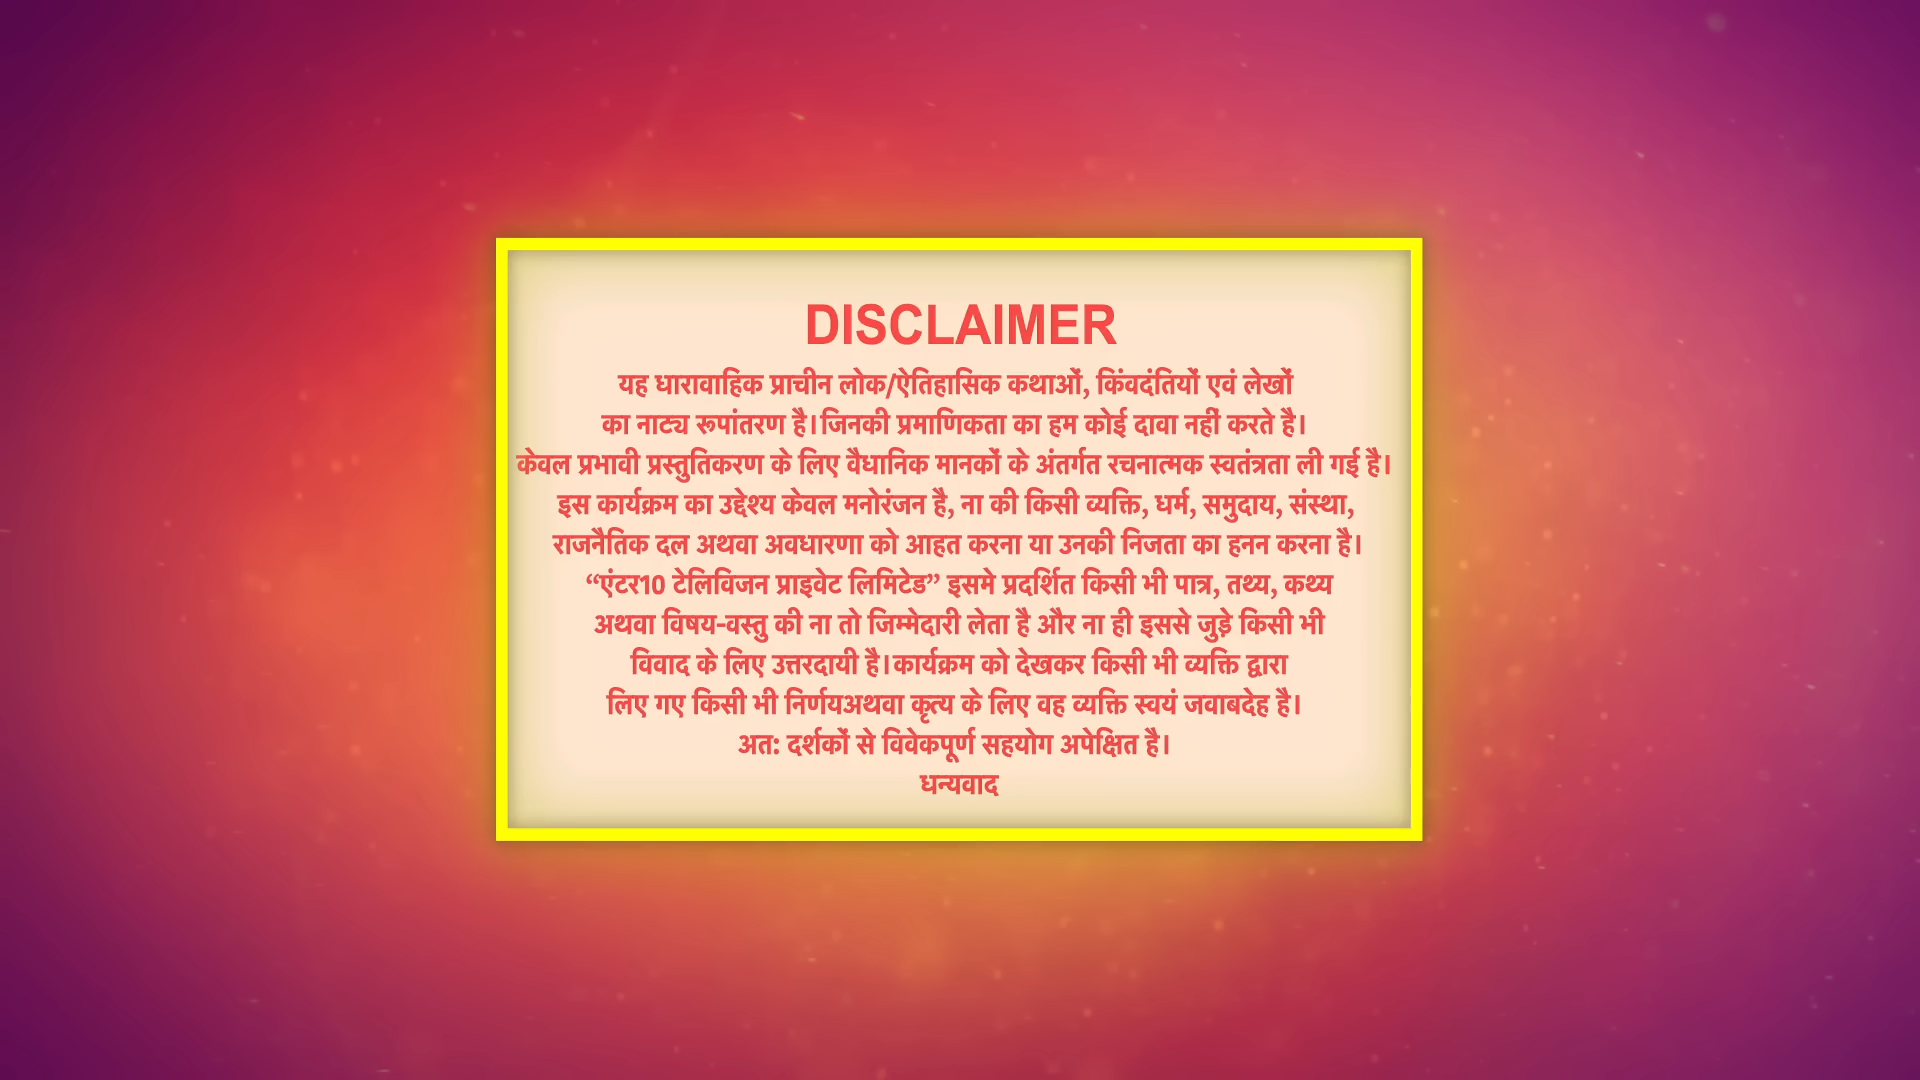 DISCLAIMER
यह धारावाहिक प्राचीन लोक/ऐतिहासिक कथाओं, किंवदंतियों एवं लेखों
का नाट्य रूपांतरण है।जिनकी प्रमाणिकता का हम कोई दावा नहीं करते है।
केवल प्रभावी प्रस्तुतिकरण के लिए वैधानिक मानकों के अंतर्गत रचनात्मक स्वतंत्रता ली गई है।
इस कार्यक्रम का उद्देश्य केवल मनोरंजन है, ना की किसी व्यक्ति, धर्म, समुदाय, संस्था,
राजनैतिक दल अथवा अवधारणा को आहत करना या उनकी निजता का हनन करना है।
“एंटर10 टेलिविजन प्राइवेट लिमिटेड” इसमे प्रदर्शित किसी भी पात्र, तथ्य, कथ्य
अथवा विषय-वस्तु की ना तो जिम्मेदारी लेता है और ना ही इससे जुड़े किसी भी
विवाद के लिए उत्तरदायी है।कार्यक्रम को देखकर किसी भी व्यक्ति द्वारा
लिए गए किसी भी निर्णयअथवा कृत्य के लिए वह व्यक्ति स्वयं जवाबदेह है।
अत: दर्शकों से विवेकपूर्ण सहयोग अपेक्षित है।
धन्यवाद